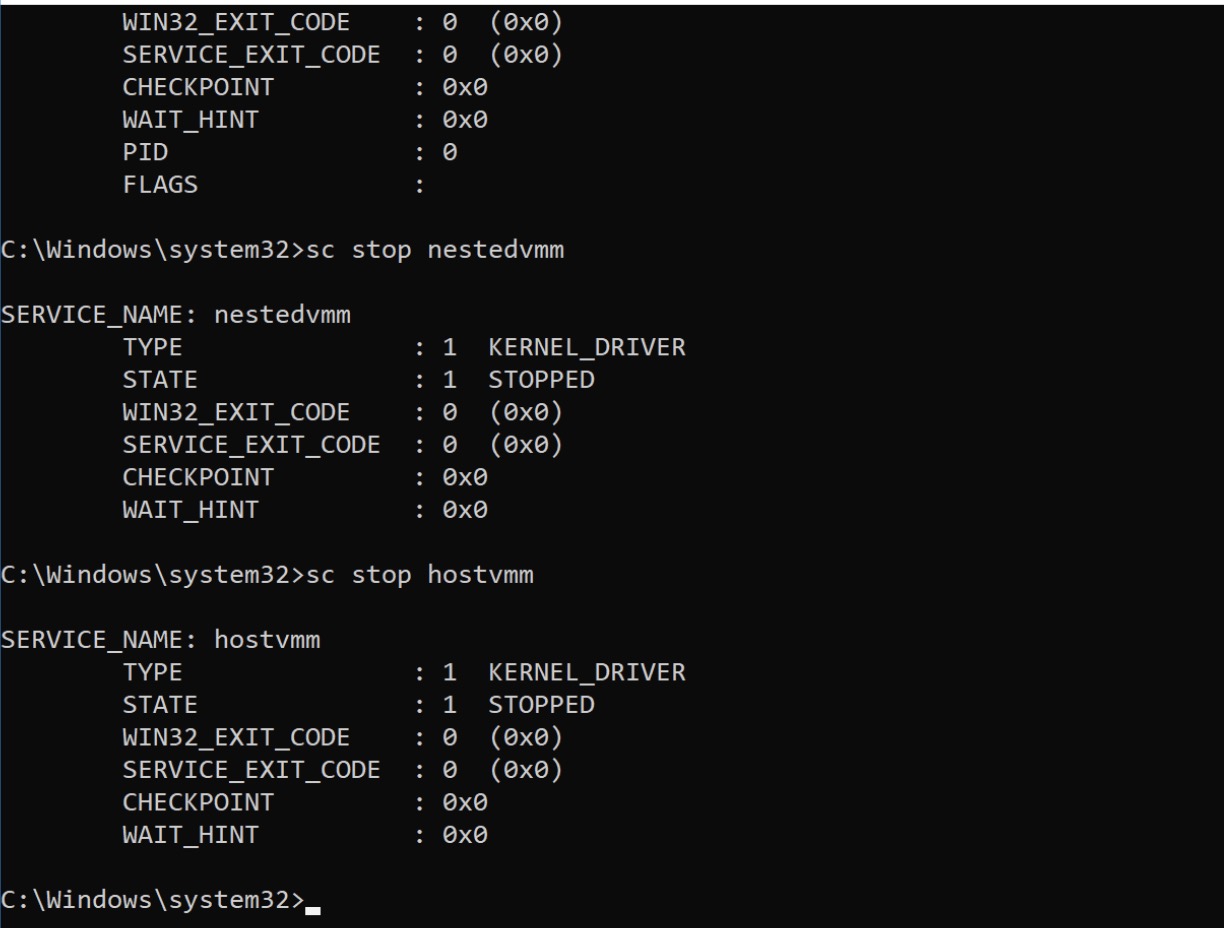 WIN32_EXIT_CODE : 0 (0x0)
SERVICE_EXIT_CODE : 0 (0x0)
CHECKPOINT : 0x0
WAIT_HINT : 0x0
PID : 0
FLAGS :
C:\Windows\system32>sc stop nestedvmm
SERVICE_NAME: nestedvmm
TYPE : 1 KERNEL_DRIVER
STATE : 1 STOPPED
WIN32_EXIT_CODE : 0 (0x0)
SERVICE_EXIT_CODE : 0 (0x0)
CHECKPOINT : 0x0
WAIT_HINT : 0x0
C:\Windows\system32>sc stop hostvmm
SERVICE_NAME: hostvmm
TYPE : 1 KERNEL_DRIVER
STATE : 1 STOPPED
WIN32_EXIT_CODE : 0 (0x0)
SERVICE_EXIT_CODE : 0 (0x0)
CHECKPOINT : 0x0
WAIT_HINT : 0x0
C:\Windows\system32>